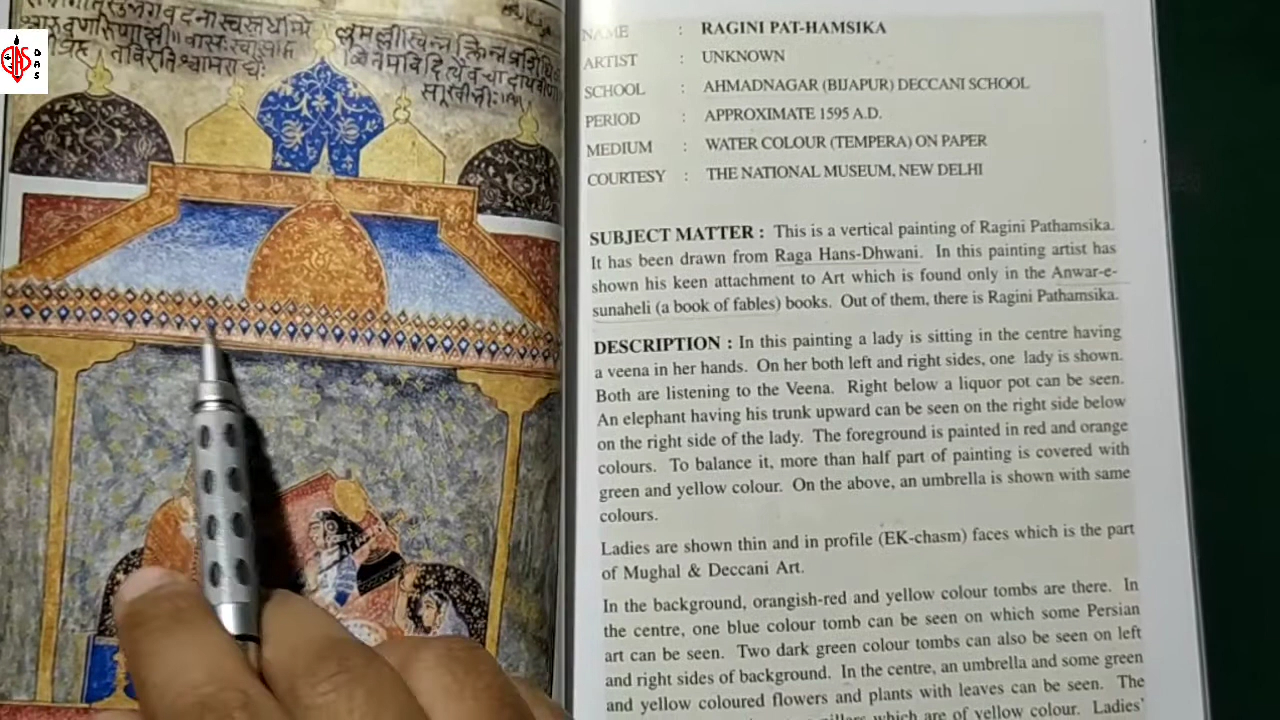 NAME : RAGINI PAT-HAMSIKA
ARTIST : UNKNOWN
SCHOOL : AHMADNAGAR (BIJAPUR) DECCANI SCHOOL
PERIOD : APPROXIMATE 1595 A.D.
MEDIUM : WATER COLOUR (TEMPERA) ON PAPER
COURTESY : THE NATIONAL MUSEUM, NEW DELHI
SUBJECT MATTER : This is a vertical painting of Ragini Pathamsika.
It has been drawn from Raga Hans-Dhwani. In this painting artist has
shown his keen attachment to Art which is found only in the Anwar-e-
sunaheli (a book of fables) books. Out of them, there is Ragini Pathamsika.
DESCRIPTION : In this painting a lady is sitting in the centre having
a veena in her hands. On her both left and right sides, one lady is shown.
Both are listening to the Veena. Right below a liquor pot can be seen.
An elephant having his trunk upward can be seen on the right side below
on the right side of the lady. The foreground is painted in red and orange
colours. To balance it, more than half part of painting is covered with
green and yellow colour. On the above, an umbrella is shown with same
colours.
Ladies are shown thin and in profile (EK-chasm) faces which is the part
of Mughal & Deccani Art.
In the background, orangish-red and yellow colour tombs are there. In
the centre, one blue colour tomb can be seen on which some Persian
art can be seen. Two dark green colour tombs can also be seen on left
and right sides of background. In the centre, an umbrella and some green
and yellow coloured flowers and plants with leaves can be seen. The
which are of yellow colour. Ladies'